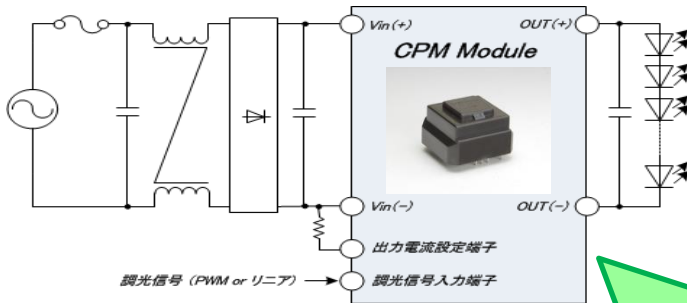 Vin(+)
OUT(+)
CPM Module
Vin(-)
OUT(-)
出力電流設定端子
調光信号 (PWM or リニア)
調光信号入力端子